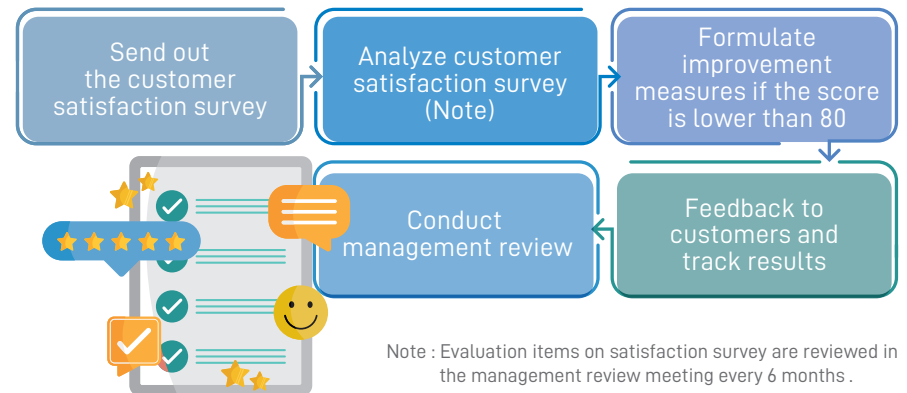 Send out
the customer
satisfaction survey
Analyze customer
satisfaction survey
(Note)
Formulate
improvement
measures if the score
is lower than 80
Feedback to
customers and
track results
Conduct
management review
Note : Evaluation items on satisfaction survey are reviewed in
the management review meeting every 6 months .